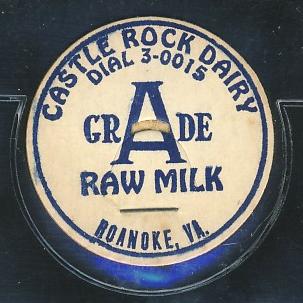 CASTLE ROCK DAIRY
DIAL 3-0015
GRADE
RAW MILK
ROANOKE, VA.